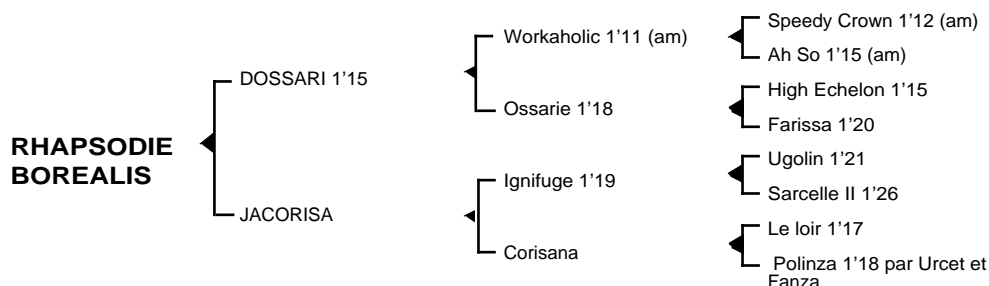 Speedy Crown 1’12 (am)
Workaholic 1’11 (am)
Ah So 1’15 (am)
DOSSARI 1’15
High Echelon 1’15
Ossarie 1’18
Farissa 1’20
RHAPSODIE
BOREALIS
Ugolin 1’21
Ignifuge 1’19
Sarcelle II 1’26
JACORISA
Le loir 1’17
Corisana
Polinza 1’18 par Urcet et
Fanza